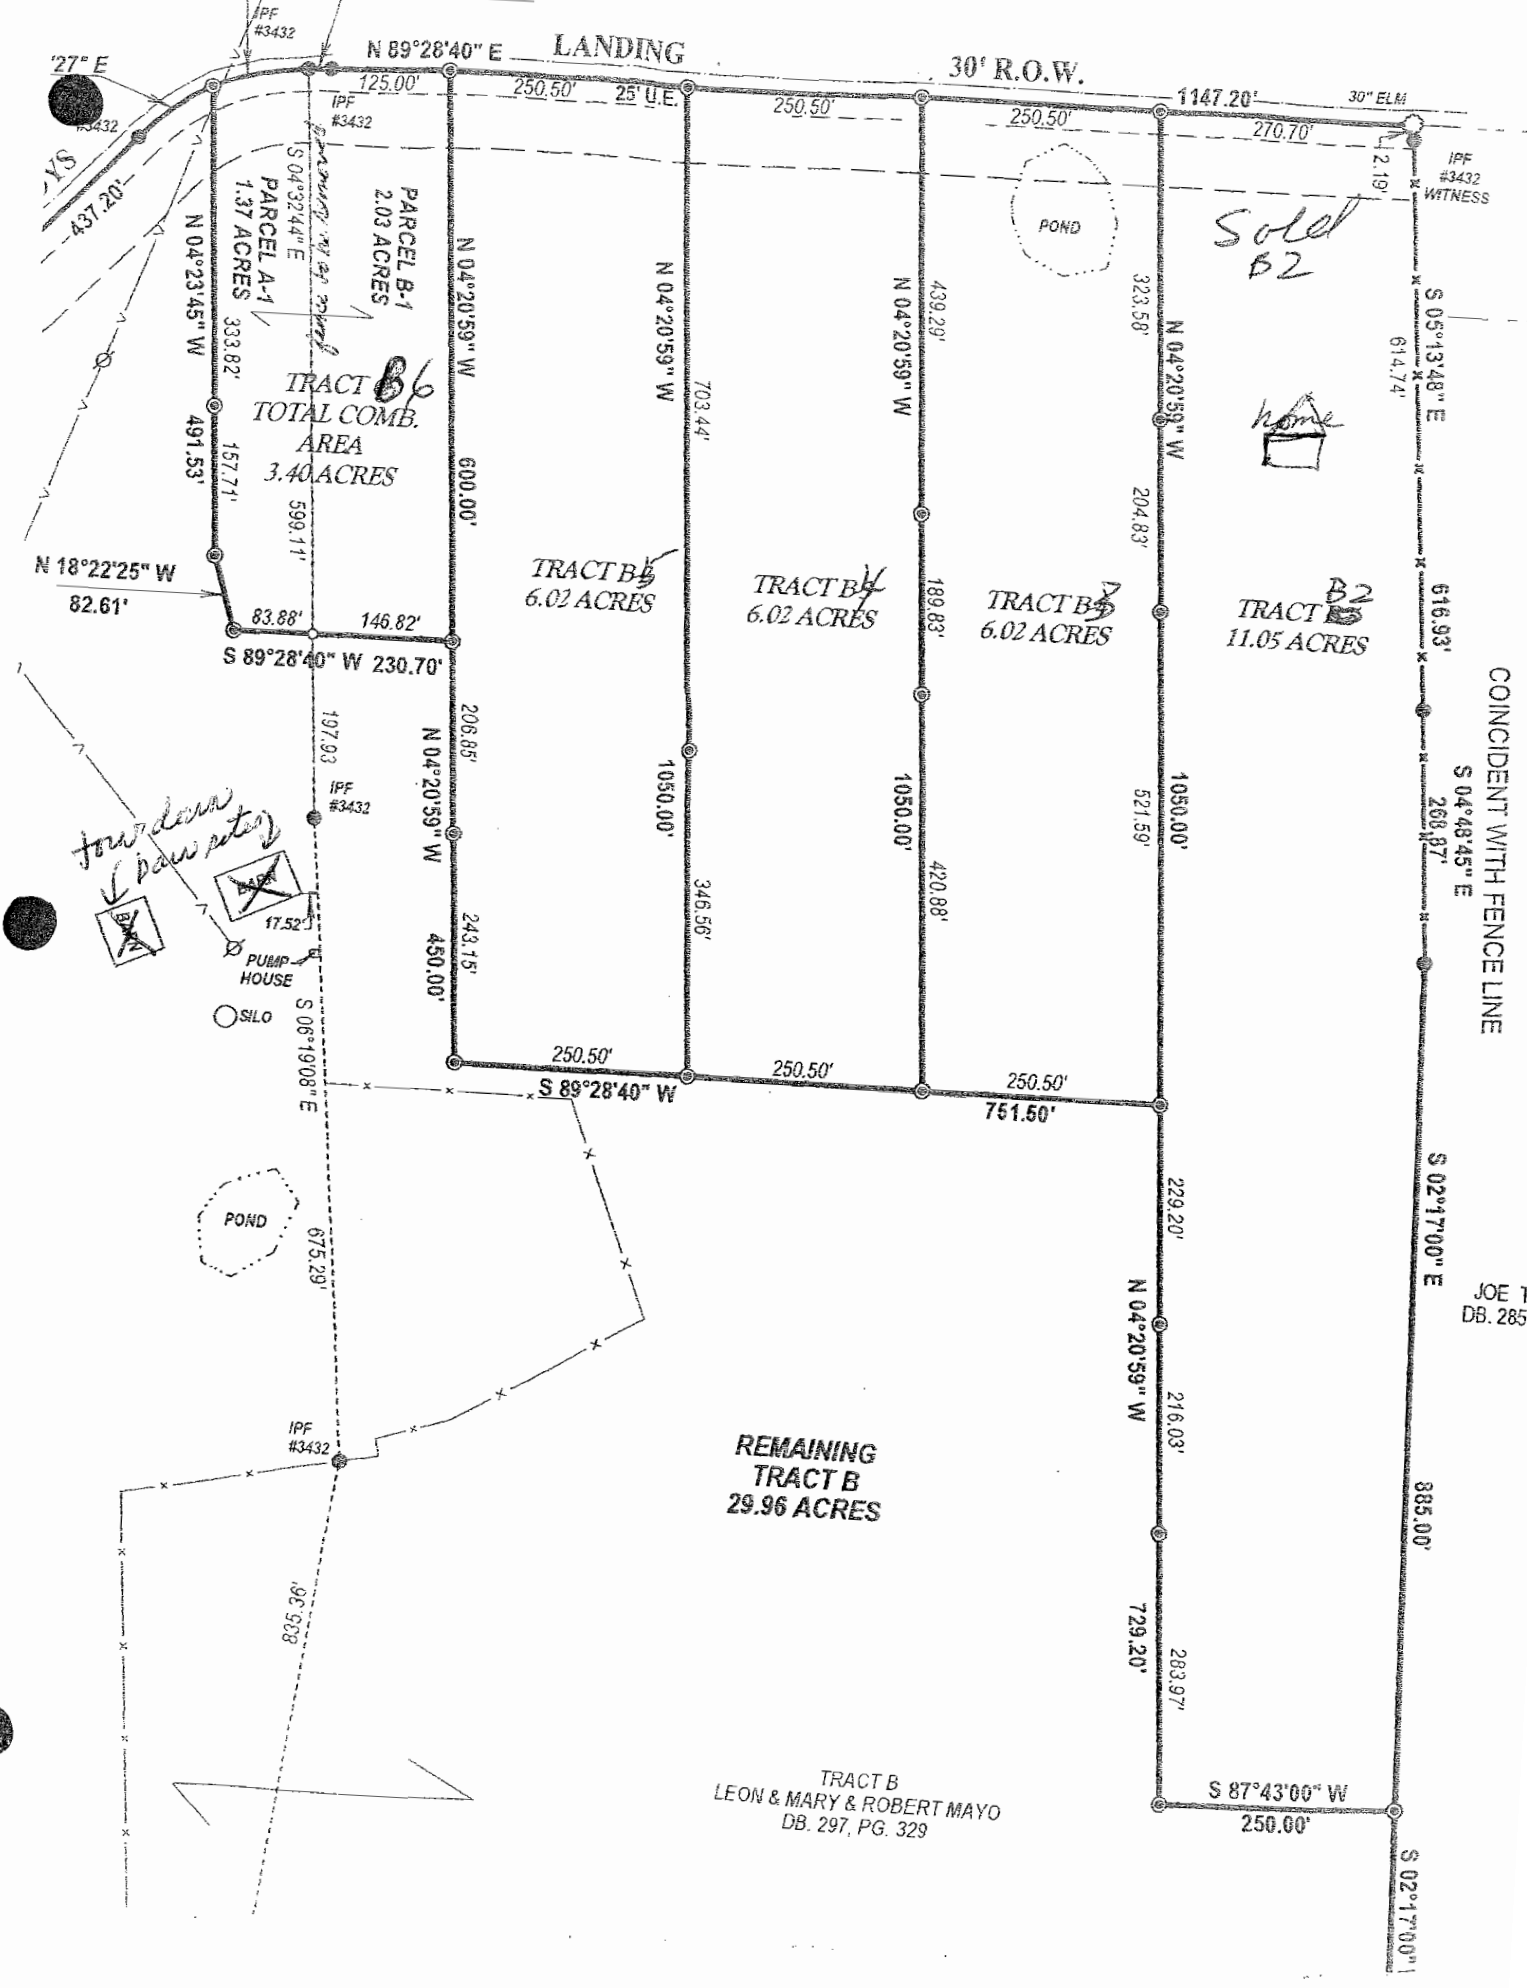 IPF
#3432
'27" E
N 89°28'40" E
LANDING
30' R.O.W.
125.00'
250.50'
25' U.E.
250.50'
250.50'
1147.20'
30" ELM
270.70'
IPF
#3432
2.19'
IPF
#3432
WITNESS
YS
437.20'
N 04°23'45" W
333.82'
PARCEL A-1
1.37 ACRES
S 04°32'44" E
PARCEL B-1
2.03 ACRES
N 04°20'59" W
600.00'
N 04°20'59" W
703.44'
N 04°20'59" W
439.29'
POND
323.58'
N 04°20'59" W
Sold
B2
S 05°13'48" E
614.74'
home
TRACT B6
TOTAL COMB.
AREA
3.40 ACRES
491.53'
157.71'
599.11'
204.83'
N 18°22'25" W
82.61'
83.88'
146.82'
S 89°28'40" W 230.70'
TRACT B5
6.02 ACRES
TRACT B4
6.02 ACRES
TRACT B3
6.02 ACRES
B2
TRACT
11.05 ACRES
189.83'
616.93'
197.93
IPF
#3432
N 04°20'59" W
206.85'
1050.00'
1050.00'
521.59'
1050.00'
S 04°48'45" E
268.87'
COINCIDENT WITH FENCE LINE
BARN
BARN
17.52'
PUMP
HOUSE
SILO
450.00'
243.15'
346.56'
420.88'
S 06°19'08" E
250.50'
250.50'
250.50'
S 89°28'40" W
751.50'
POND
675.29'
229.20'
S 02°17'00" E
N 04°20'59" W
JOE
DB. 285
216.03'
IPF
#3432
REMAINING
TRACT B
29.96 ACRES
885.00'
835.36'
729.20'
283.97'
TRACT B
LEON & MARY & ROBERT MAYO
DB. 297, PG. 329
S 87°43'00" W
250.00'
S 02°17'00"